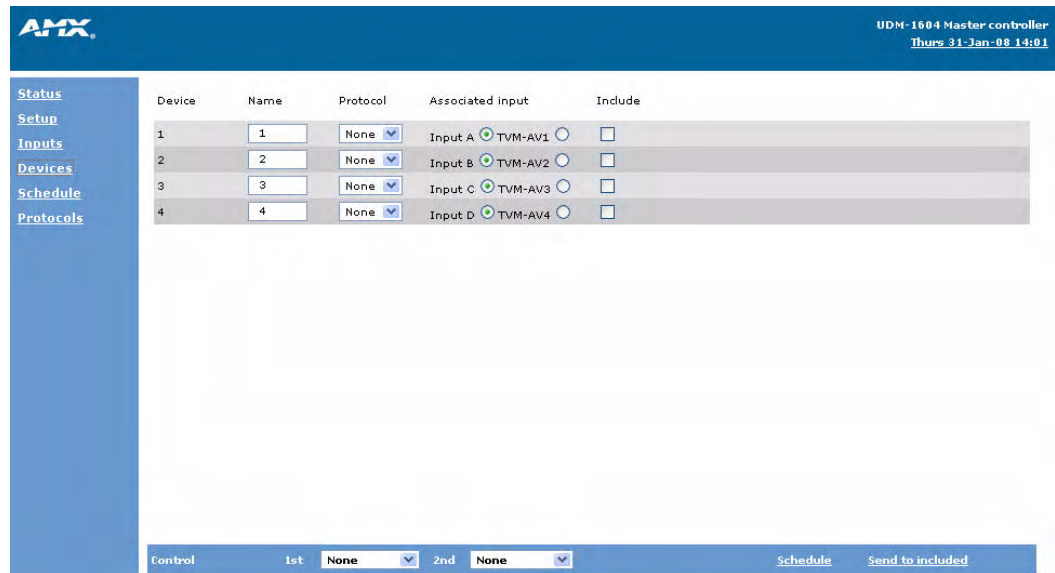 AMX
UDM-1604 Master controller
Thurs 31-Jan-08 14:01
Status
Setup
Inputs
Devices
Schedule
Protocols
Device Name Protocol Associated input Include
1 1 None Input A TVM-AV1
2 2 None Input B TVM-AV2
3 3 None Input C TVM-AV3
4 4 None Input D TVM-AV4
Control 1st None 2nd None Schedule Send to included